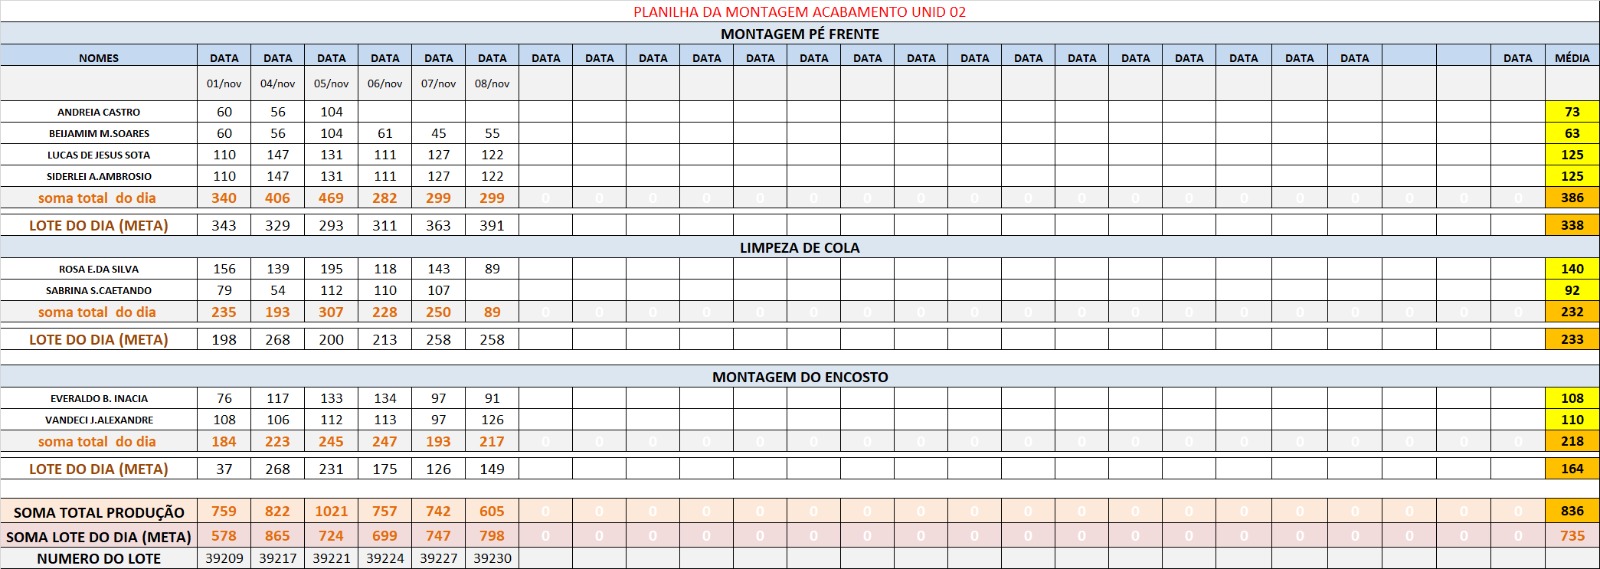 PLANILHA DA MONTAGEM ACABAMENTO UNID 02
MONTAGEM PÉ FRENTE
NOMES DATA DATA DATA DATA DATA DATA DATA DATA DATA DATA DATA DATA DATA DATA DATA DATA DATA DATA DATA DATA DATA DATA DATA MÉDIA
01/nov 04/nov 05/nov 06/nov 07/nov 08/nov
ANDREIA CASTRO 60 56 104 73
BEIJAMIM M.SOARES 60 56 104 61 45 55 63
LUCAS DE JESUS SOTA 110 147 131 111 127 122 125
SIDERLEI A.AMBROSIO 110 147 131 111 127 122 125
soma total do dia 340 406 469 282 299 299 0 0 0 0 0 0 0 0 0 0 0 0 0 0 0 0 0 0 0 386
LOTE DO DIA (META) 343 329 293 311 363 391 338
LIMPEZA DE COLA
ROSA E.DA SILVA 156 139 195 118 143 89 140
SABRINA S.CAETANDO 79 54 112 110 107 92
soma total do dia 235 193 307 228 250 89 0 0 0 0 0 0 0 0 0 0 0 0 0 0 0 0 0 0 0 232
LOTE DO DIA (META) 198 268 200 213 258 258 233
MONTAGEM DO ENCOSTO
EVERALDO B. INACIA 76 117 133 134 97 91 108
VANDECI J.ALEXANDRE 108 106 112 113 97 126 110
soma total do dia 184 223 245 247 193 217 0 0 0 0 0 0 0 0 0 0 0 0 0 0 0 0 0 0 0 218
LOTE DO DIA (META) 37 268 231 175 126 149 164
SOMA TOTAL PRODUÇÃO 759 822 1021 757 742 605 0 0 0 0 0 0 0 0 0 0 0 0 0 0 0 0 0 0 0 836
SOMA LOTE DO DIA (META) 578 865 724 699 747 798 0 0 0 0 0 0 0 0 0 0 0 0 0 0 0 0 0 0 0 735
NUMERO DO LOTE 39209 39217 39221 39224 39227 39230